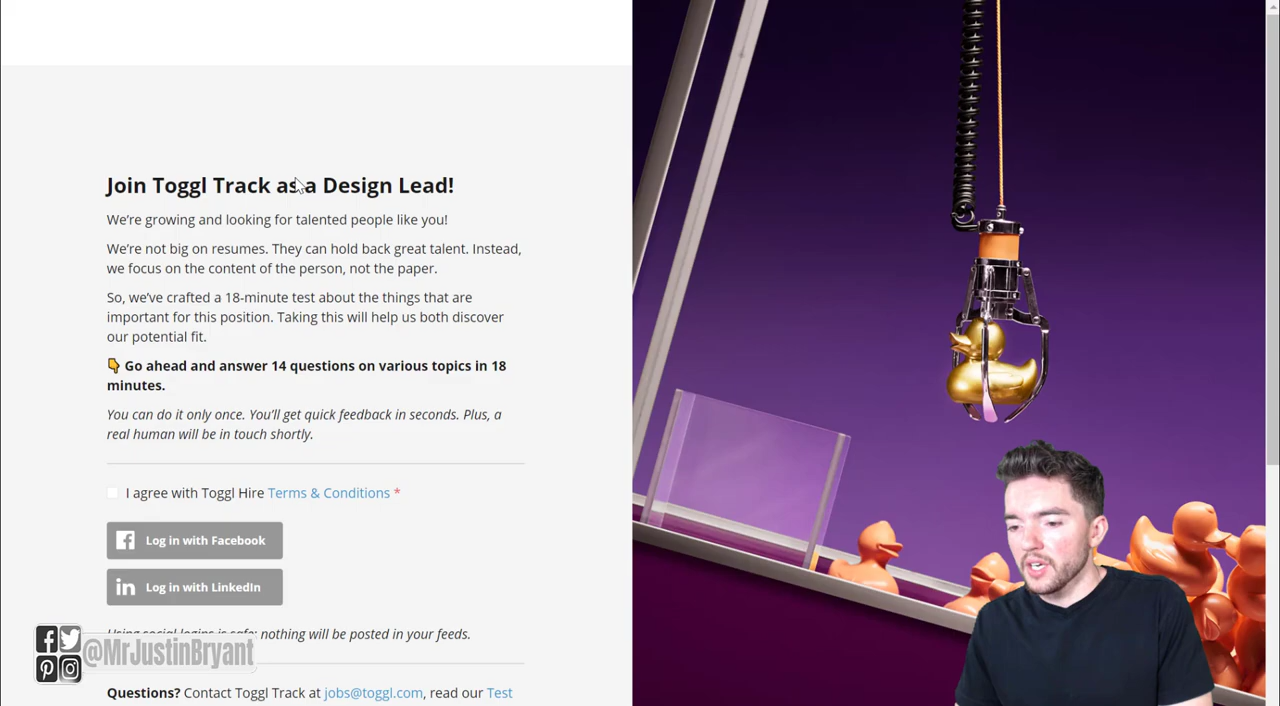 Join Toggl Track as a Design Lead!
We're growing and looking for talented people like you!
We're not big on resumes. They can hold back great talent. Instead,
we focus on the content of the person, not the paper.
So, we've crafted a 18-minute test about the things that are
important for this position. Taking this will help us both discover
our potential fit.
👇 Go ahead and answer 14 questions on various topics in 18
minutes.
You can do it only once. You'll get quick feedback in seconds. Plus, a
real human will be in touch shortly.
I agree with Toggl Hire Terms & Conditions *
Log in with Facebook
Log in with LinkedIn
Using social logins is safe: nothing will be posted in your feeds.
@MrJustinBryant
Questions? Contact Toggl Track at jobs@toggl.com, read our Test